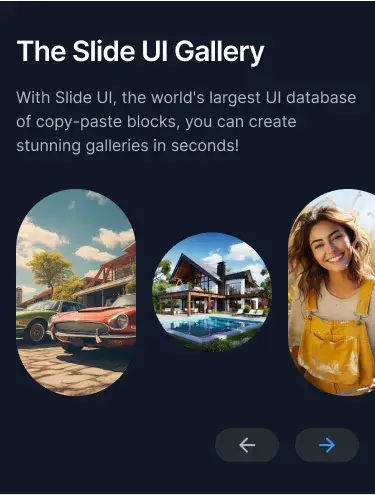 The Slide UI Gallery
With Slide UI, the world's largest UI database
of copy-paste blocks, you can create
stunning galleries in seconds!